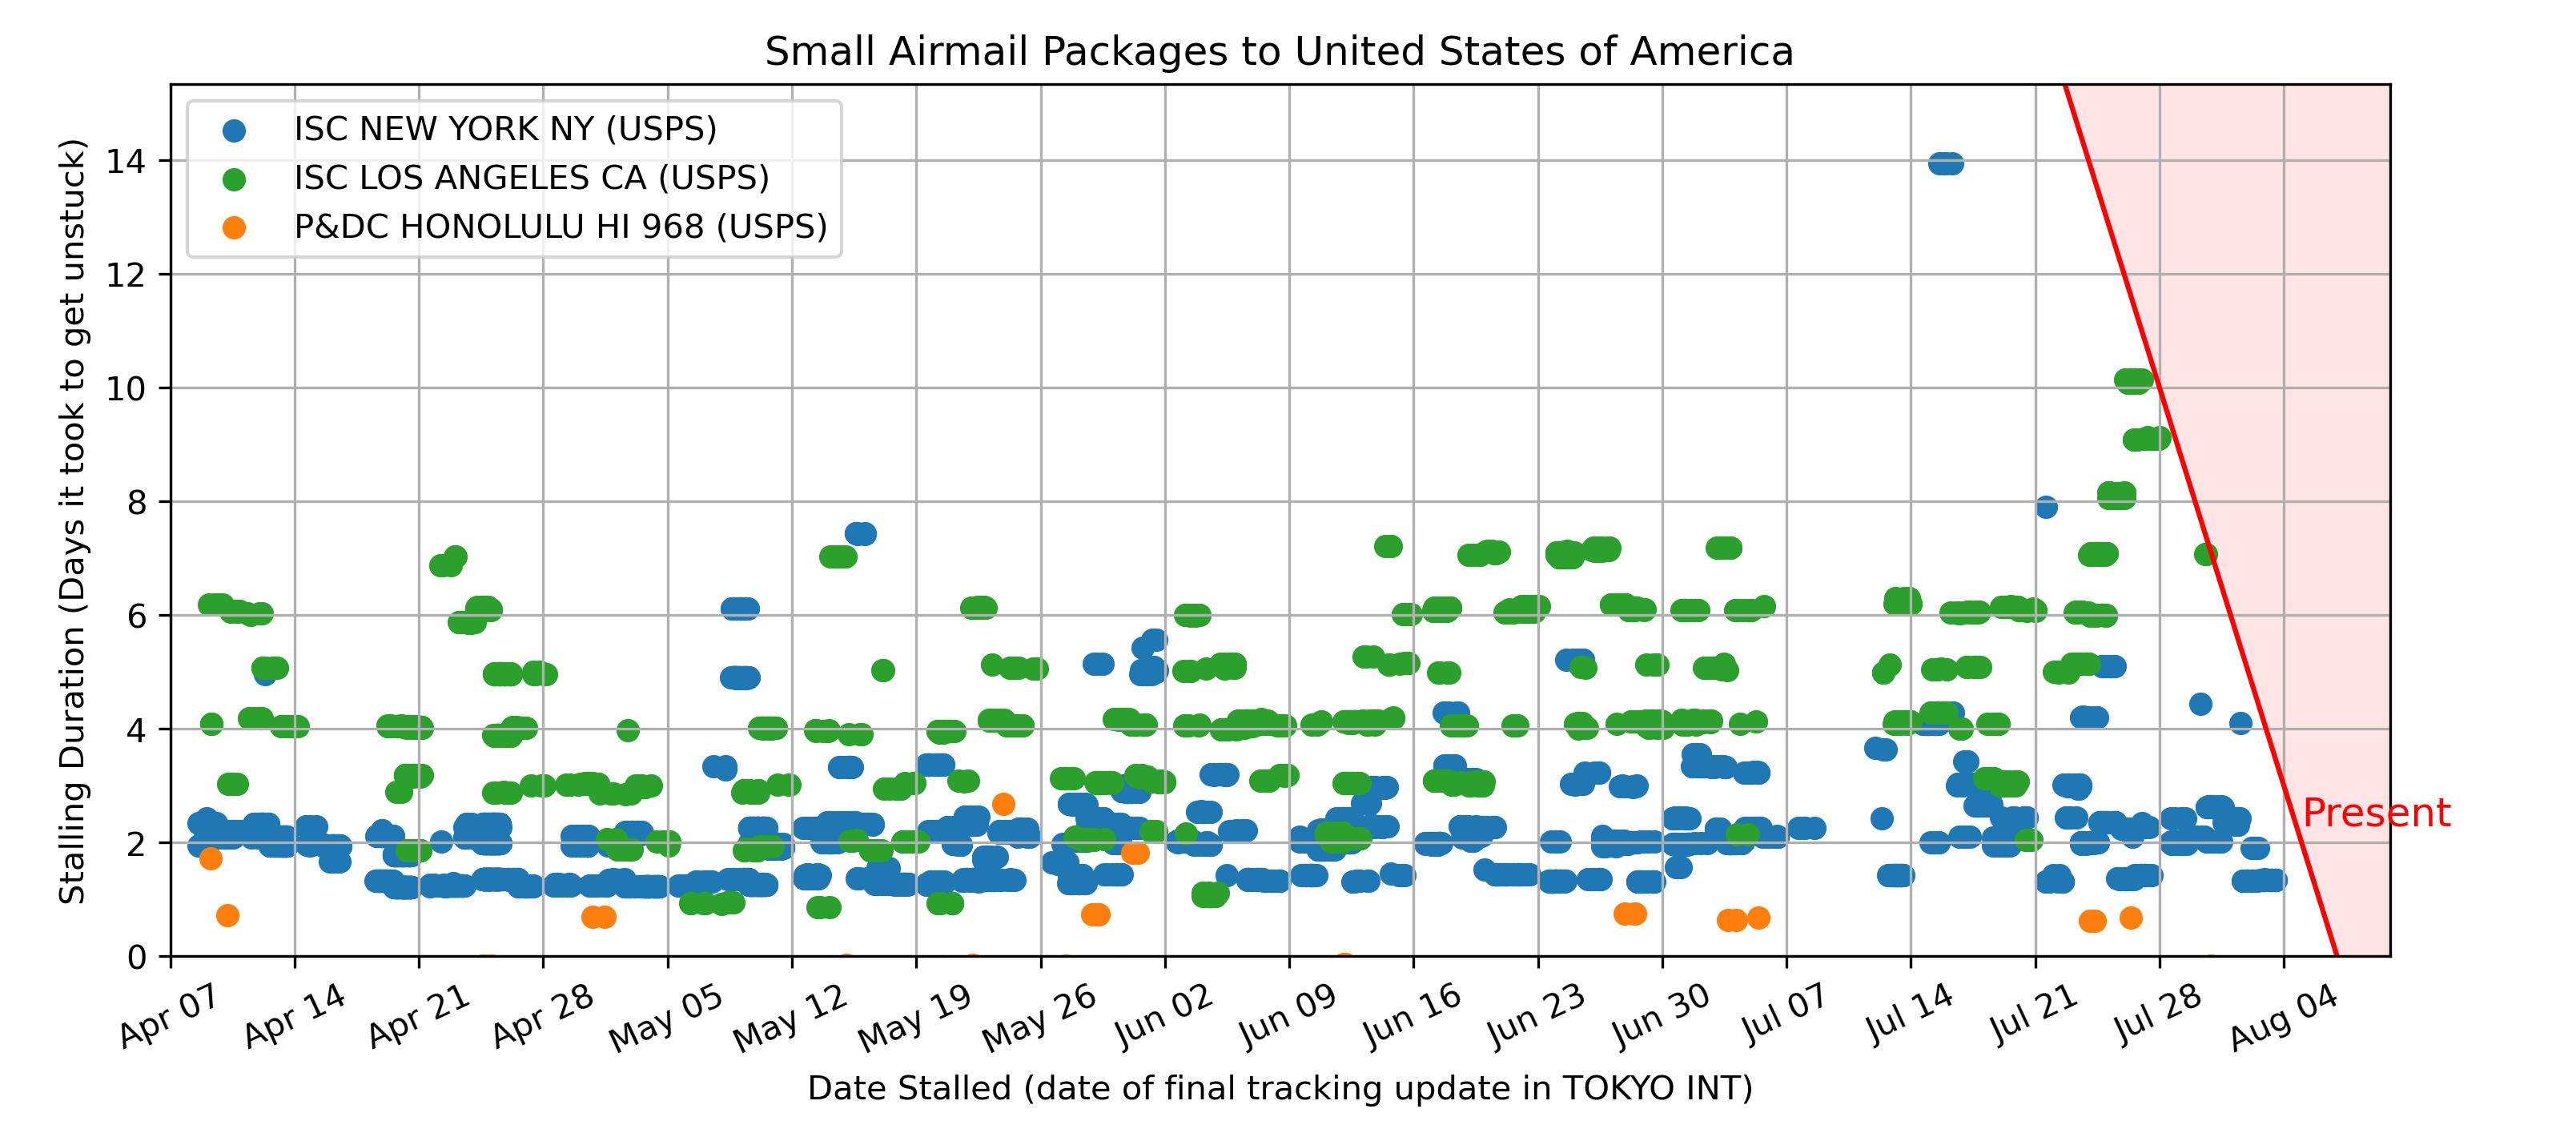 Small Airmail Packages to United States of America
ISC NEW YORK NY (USPS)
ISC LOS ANGELES CA (USPS)
P&DC HONOLULU HI 968 (USPS)
Stalling Duration (Days it took to get unstuck)
14
12
10
8
6
4
2
0
Present
Apr 07
Apr 14
Apr 21
Apr 28
May 05
May 12
May 19
May 26
Jun 02
Jun 09
Jun 16
Jun 23
Jun 30
Jul 07
Jul 14
Jul 21
Jul 28
Aug 04
Date Stalled (date of final tracking update in TOKYO INT)